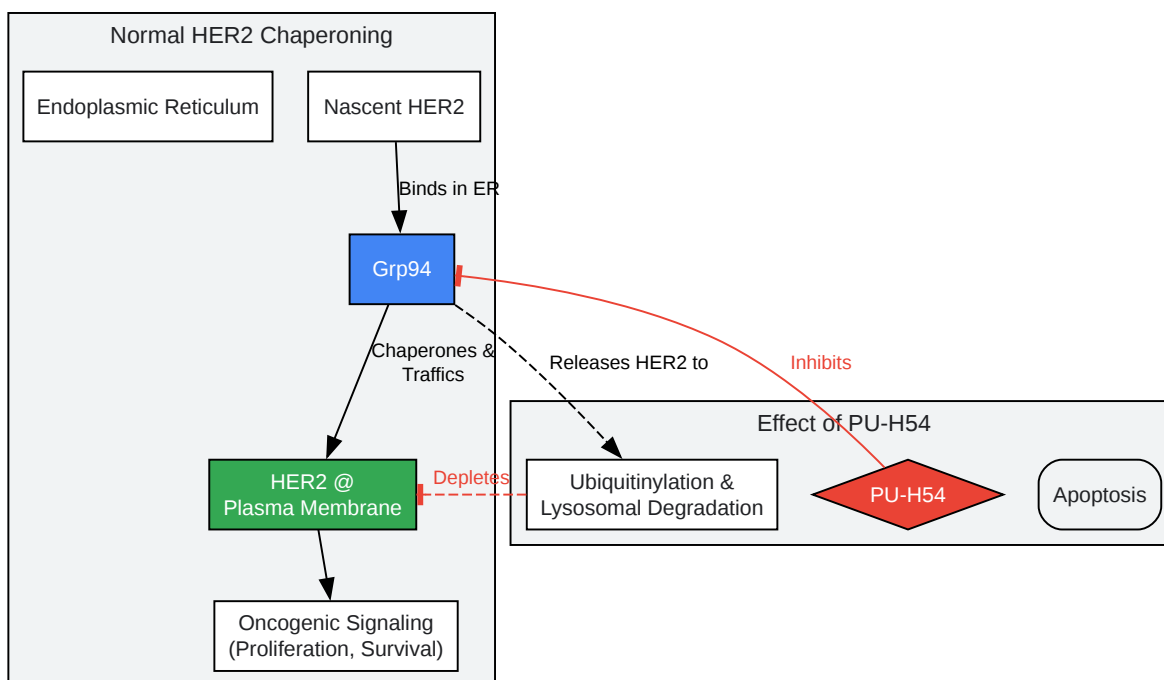 Normal HER2 Chaperoning
Endoplasmic Reticulum
Nascent HER2
Binds in ER
Grp94
Chaperones &
Traffics
Releases HER2 to
Inhibits
Effect of PU-H54
HER2 @
Plasma Membrane
Depletes
Ubiquitinylation &
Lysosomal Degradation
PU-H54
Apoptosis
Oncogenic Signaling
(Proliferation, Survival)